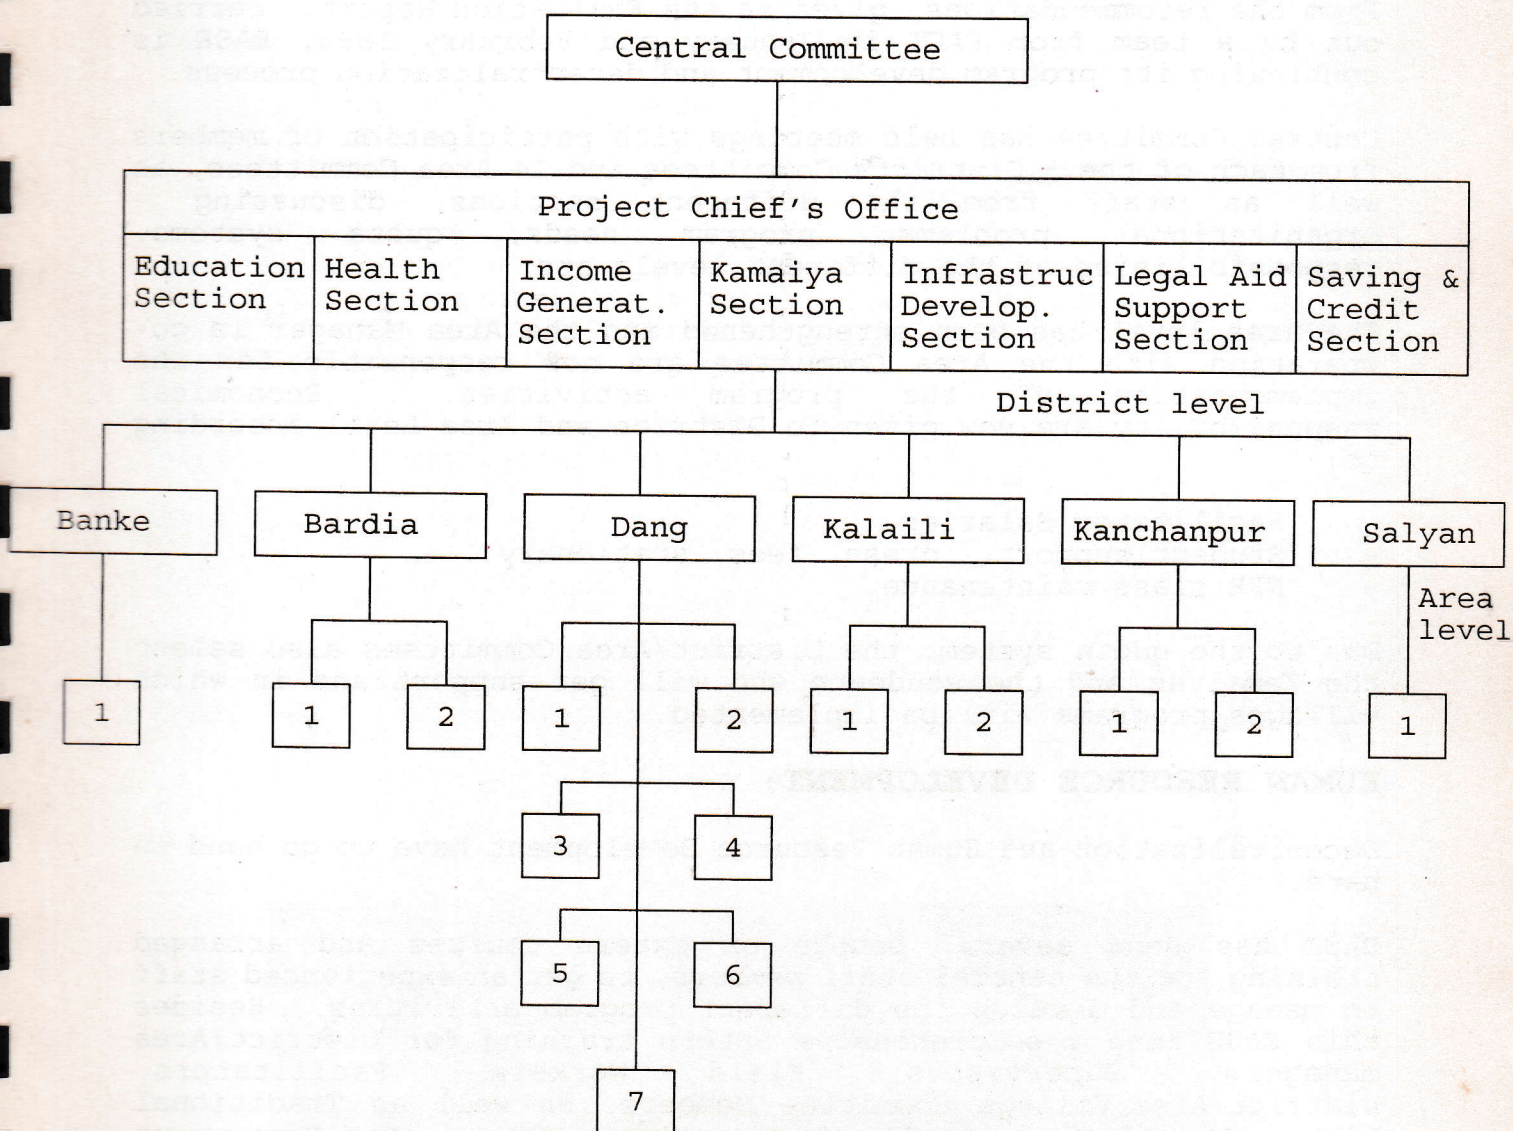 Central Committee
Project Chief's Office
Education
Section
Health
Section
Income
Generat.
Section
Kamaiya
Section
Infrastruc
Develop.
Section
Legal Aid
Support
Section
Saving &
Credit
Section
District level
Banke
Bardia
Dang
Kalaili
Kanchanpur
Salyan
Area
level
1
1
2
1
2
1
2
1
2
1
3
4
5
6
7